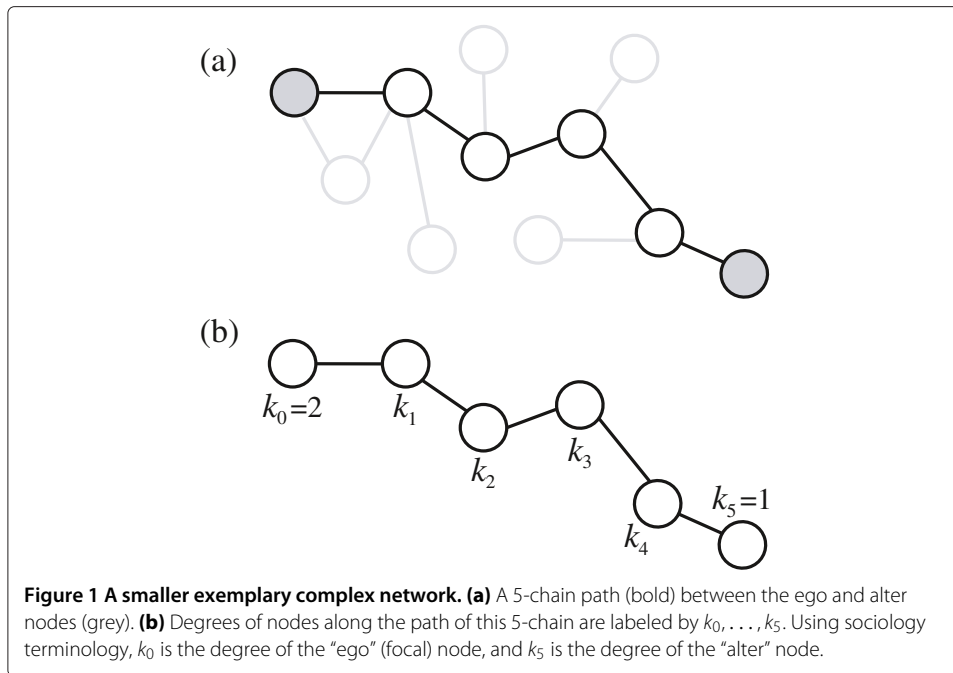 (a)
(b)
k₀=2
k₁
k₂
k₃
k₄
k₅=1
Figure 1 A smaller exemplary complex network. (a) A 5-chain path (bold) between the ego and alter
nodes (grey). (b) Degrees of nodes along the path of this 5-chain are labeled by k₀, . . . , k₅. Using sociology
terminology, k₀ is the degree of the “ego” (focal) node, and k₅ is the degree of the “alter” node.